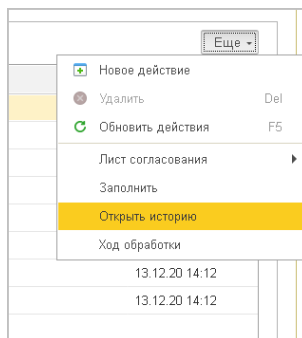 Еще
Новое действие
Удалить Del
Обновить действия F5
Лист согласования
Заполнить
Открыть историю
Ход обработки
13.12.20 14:12
13.12.20 14:12